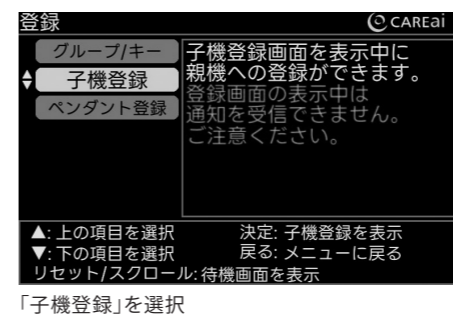 登録
CAREai
グループ/キー
子機登録
ペンダント登録
子機登録画面を表示中に
親機への登録ができます。
登録画面の表示中は
通知を受信できません。
ご注意ください。
▲: 上の項目を選択
決定: 子機登録を表示
▼: 下の項目を選択
戻る: メニューに戻る
リセット/スクロール: 待機画面を表示
「子機登録」を選択